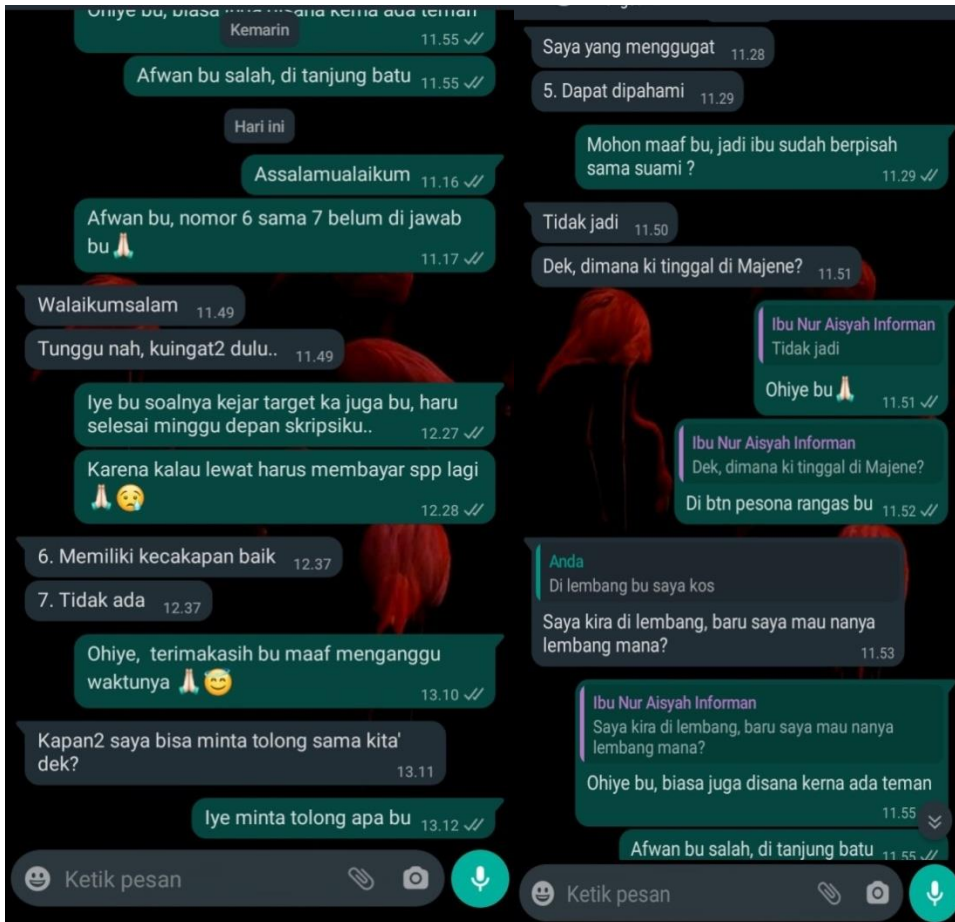 Ohiye bu, biasa juga disana kerna ada teman
Kemarin
11.55
Afwan bu salah, di tanjung batu 11.55
Hari ini
Assalamualaikum 11.16
Afwan bu, nomor 6 sama 7 belum di jawab
bu🙏🏻
11.17
Walaikumsalam 11.49
Tunggu nah, kuingat2 dulu.. 11.49
Iye bu soalnya kejar target ka juga bu, haru
selesai minggu depan skripsiku..
12.27
Karena kalau lewat harus membayar spp lagi
🙏🏻😢
12.28
6. Memiliki kecakapan baik 12.37
7. Tidak ada 12.37
Ohiye, terimakasih bu maaf menganggu
waktunya 🙏🏻😇
13.10
Kapan2 saya bisa minta tolong sama kita'
dek?
13.11
Iye minta tolong apa bu 13.12
Ketik pesan
Saya yang menggugat 11.28
5. Dapat dipahami 11.29
Mohon maaf bu, jadi ibu sudah berpisah
sama suami ?
11.29
Tidak jadi 11.50
Dek, dimana ki tinggal di Majene? 11.51
Ibu Nur Aisyah Informan
Tidak jadi
Ohiye bu🙏🏻 11.51
Ibu Nur Aisyah Informan
Dek, dimana ki tinggal di Majene?
Di btn pesona rangas bu 11.52
Anda
Di lembang bu saya kos
Saya kira di lembang, baru saya mau nanya
lembang mana?
11.53
Ibu Nur Aisyah Informan
Saya kira di lembang, baru saya mau nanya
lembang mana?
Ohiye bu, biasa juga disana kerna ada teman
11.55
Afwan bu salah, di tanjung batu 11.55
Ketik pesan